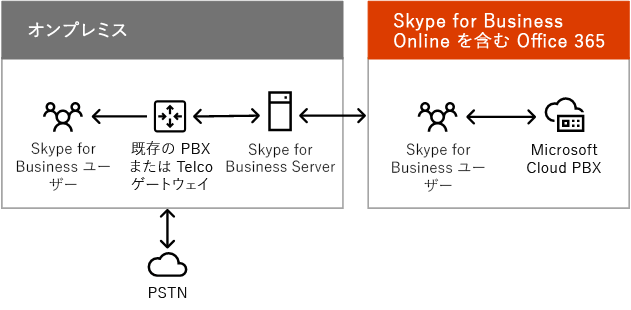 オンプレミス
Skype for Business
Online を含む Office 365
Skype for
Business ユー
ザー
既存の PBX
または Telco
ゲートウェイ
Skype for
Business Server
Skype for
Business ユー
ザー
Microsoft
Cloud PBX
PSTN